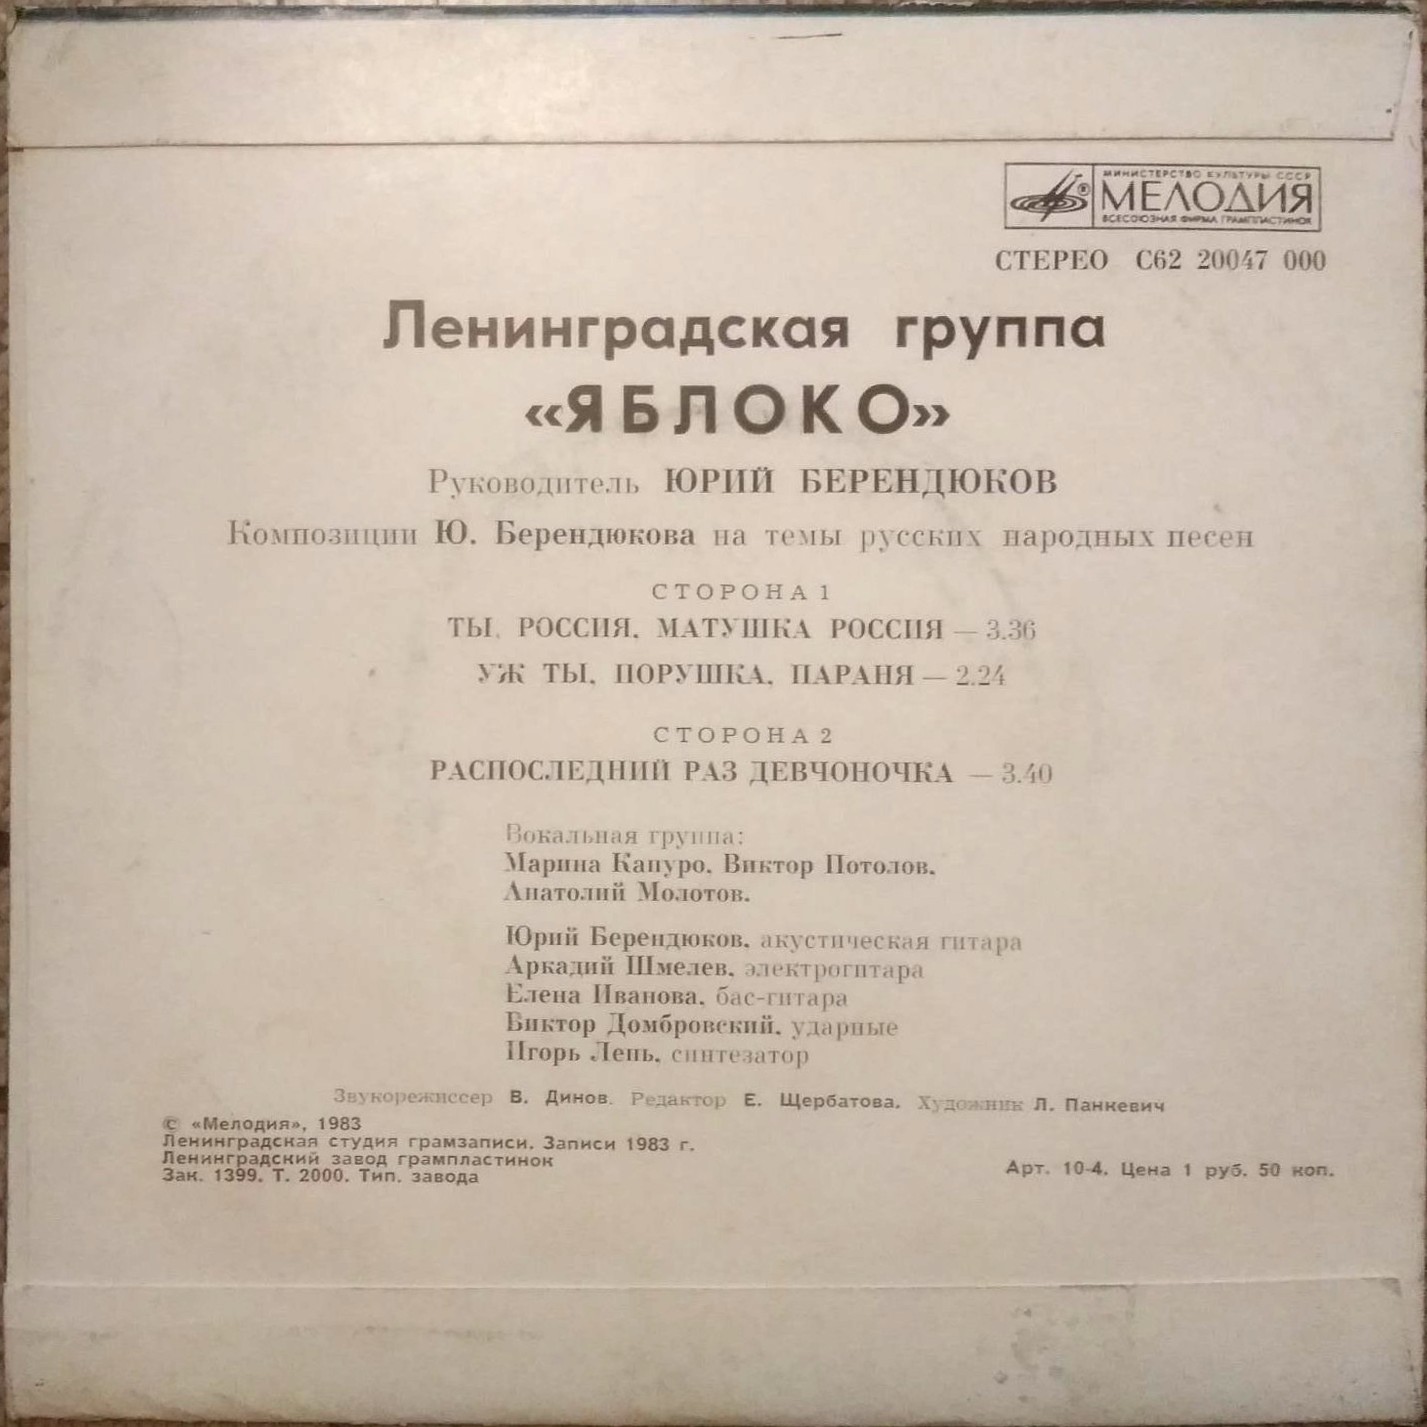 МИНИСТЕРСТВО КУЛЬТУРЫ СССР
МЕЛОДИЯ
ВСЕСОЮЗНАЯ ФИРМА ГРАМПЛАСТИНОК
СТЕРЕО С62 20047 000
Ленинградская группа
«ЯБЛОКО»
Руководитель ЮРИЙ БЕРЕНДЮКОВ
Композиции Ю. Берендюкова на темы русских народных песен
СТОРОНА 1
ТЫ, РОССИЯ, МАТУШКА РОССИЯ — 3.36
УЖ ТЫ, ПОРУШКА, ПАРАНЯ — 2.24
СТОРОНА 2
РАСПОСЛЕДНИЙ РАЗ ДЕВЧОНОЧКА — 3.40
Вокальная группа:
Марина Капуро, Виктор Потолов,
Анатолий Молотов.
Юрий Берендюков, акустическая гитара
Аркадий Шмелев, электрогитара
Елена Иванова, бас-гитара
Виктор Домбровский, ударные
Игорь Лень, синтезатор
Звукорежиссер В. Динов. Редактор Е. Щербатова. Художник Л. Панкевич
© «Мелодия», 1983
Ленинградская студия грамзаписи. Записи 1983 г.
Ленинградский завод грампластинок
Зак. 1399. Т. 2000. Тип. завода
Арт. 10-4. Цена 1 руб. 50 коп.